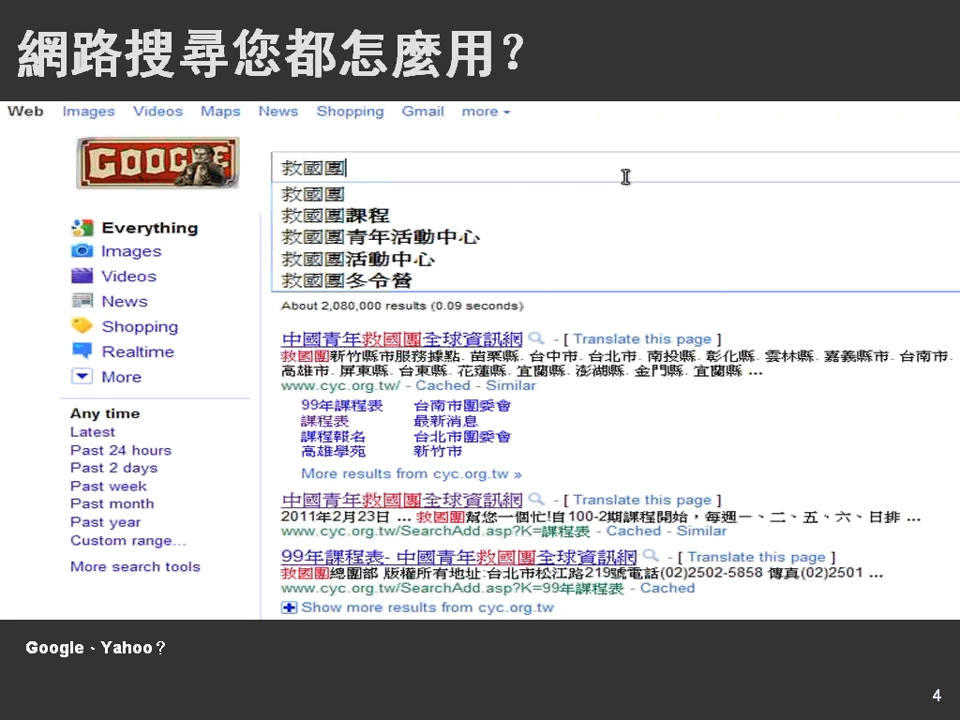 網路搜尋您都怎麼用？
Web Images Videos Maps News Shopping Gmail more
GOOGLE
救國團
救國團
救國團課程
救國團青年活動中心
救國團活動中心
救國團冬令營
About 2,080,000 results (0.09 seconds)
Everything
Images
Videos
News
Shopping
Realtime
More
Any time
Latest
Past 24 hours
Past 2 days
Past week
Past month
Past year
Custom range...
More search tools
中國青年救國團全球資訊網 - [ Translate this page ]
救國團新竹縣市服務據點. 苗栗縣. 台中市. 台北市. 南投縣. 彰化縣. 雲林縣. 嘉義縣市. 台南市.
高雄市. 屏東縣. 台東縣. 花蓮縣. 宜蘭縣. 澎湖縣. 金門縣. 宜蘭縣 ...
www.cyc.org.tw/ - Cached - Similar
99年課程表 台南市團委會
課程表 最新消息
課程報名 台北市團委會
高雄學苑 新竹市
More results from cyc.org.tw »
中國青年救國團全球資訊網 - [ Translate this page ]
2011年2月23日 ... 救國團幫您一個忙!自100-2期課程開始，每週一、二、五、六、日排 ...
www.cyc.org.tw/SearchAdd.asp?K=課程表 - Cached - Similar
99年課程表- 中國青年救國團全球資訊網 - [ Translate this page ]
救國團總團部 版權所有地址:台北市松江路219號電話(02)2502-5858 傳真(02)2501 ...
www.cyc.org.tw/SearchAdd.asp?K=99年課程表 - Cached
Show more results from cyc.org.tw
Google、Yahoo？
4